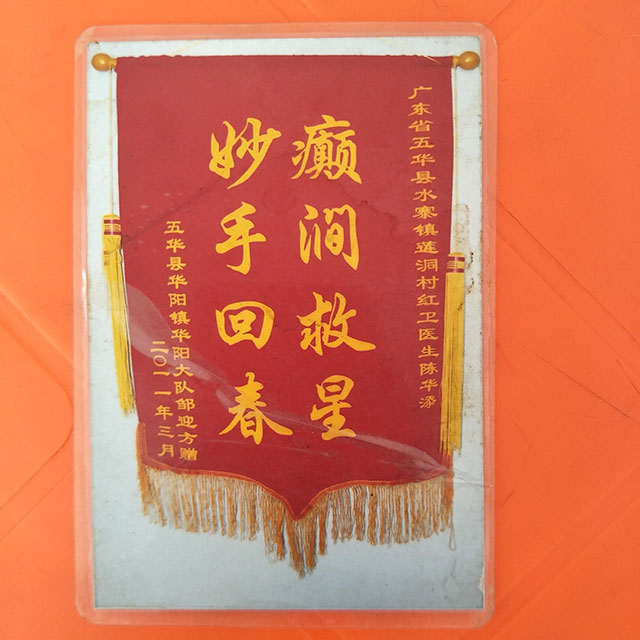 广东省五华县水寨镇莲洞村红卫医生陈华添
癫涧救星
妙手回春
五华县华阳镇华阳大队邹迎方赠
二〇一一年三月